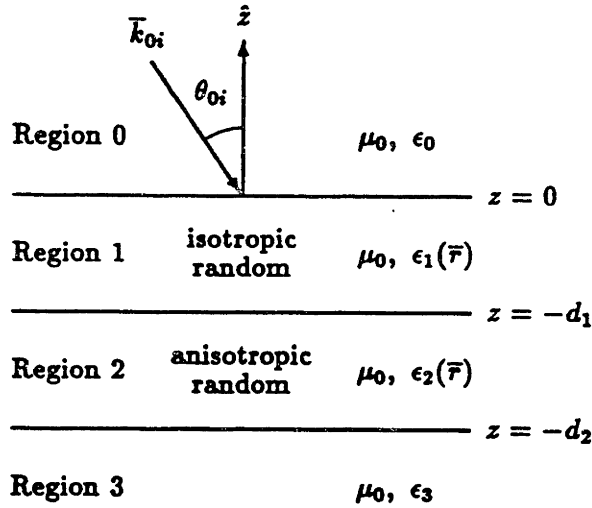 ẑ
k̅₀ᵢ
θ₀ᵢ
Region 0 μ₀, ϵ₀
z = 0
Region 1 isotropic random μ₀, ϵ₁(r̅)
z = −d₁
Region 2 anisotropic random μ₀, ϵ₂(r̅)
z = −d₂
Region 3 μ₀, ϵ₃